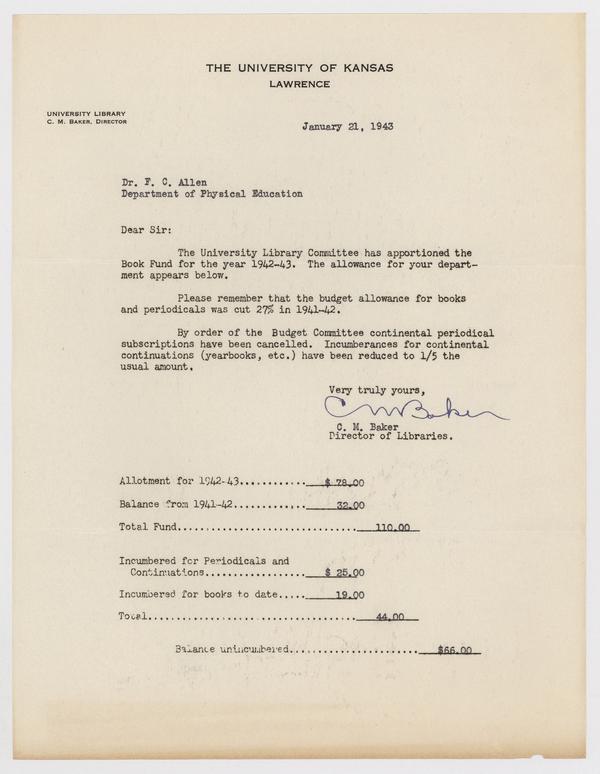 THE UNIVERSITY OF KANSAS
LAWRENCE
UNIVERSITY LIBRARY
C. M. BAKER, DIRECTOR
January 21, 1943
Dr. F. C. Allen
Department of Physical Education
Dear Sir:
The University Library Committee has apportioned the
Book Fund for the year 1942-43. The allowance for your depart-
ment appears below.
Please remember that the budget allowance for books
and periodicals was cut 27% in 1941-42.
By order of the Budget Committee continental periodical
subscriptions have been cancelled. Incumberances for continental
continuations (yearbooks, etc.) have been reduced to 1/5 the
usual amount.
Very truly yours,
C M Baker
C. M. Baker
Director of Libraries.
Allotment for 1942-43............ $ 78.00
Balance from 1941-42............. 32.00
Total Fund................................ 110.00
Incumbered for Periodicals and
Continuations.................. $ 25.00
Incumbered for books to date..... 19.00
Total..................................... 44.00
Balance unincumbered....................... $66.00